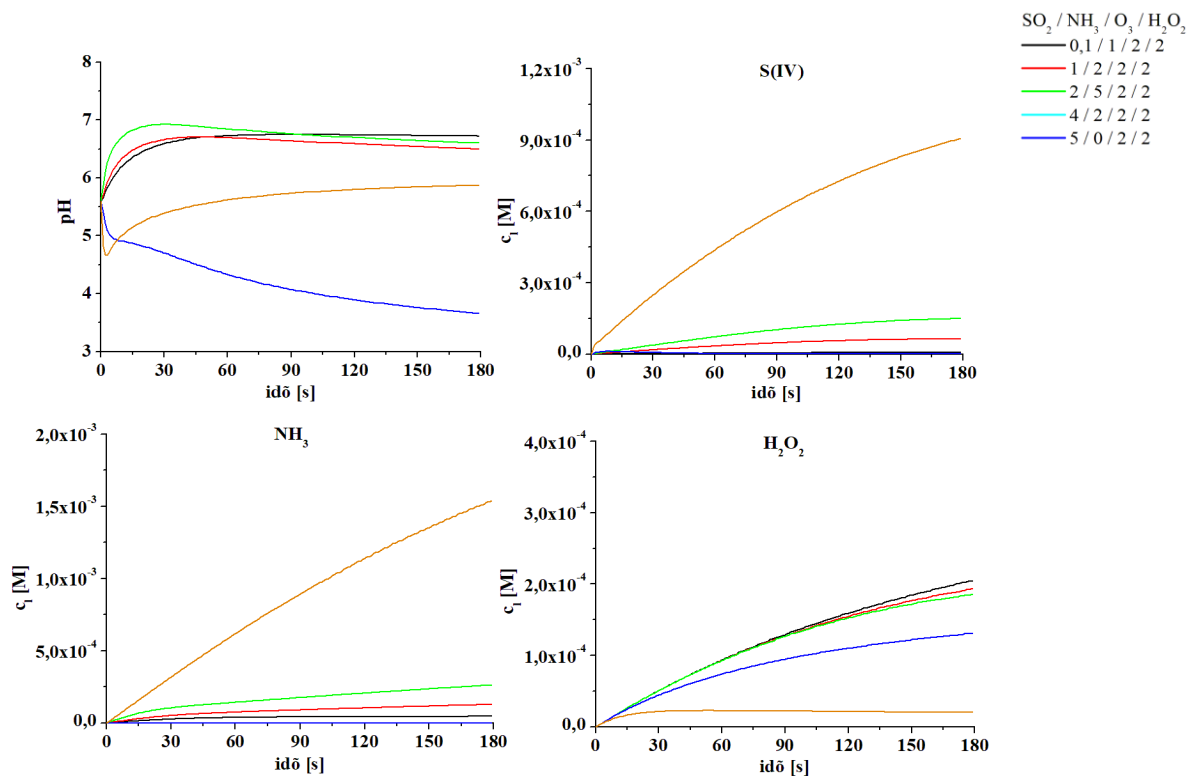 SO₂ / NH₃ / O₃ / H₂O₂
0,1 / 1 / 2 / 2
1 / 2 / 2 / 2
2 / 5 / 2 / 2
4 / 2 / 2 / 2
5 / 0 / 2 / 2
8
7
6
5
4
3
pH
0 30 60 90 120 150 180
idõ [s]
S(IV)
1,2x10⁻³
9,0x10⁻⁴
6,0x10⁻⁴
3,0x10⁻⁴
0,0
c₁ [M]
0 30 60 90 120 150 180
idõ [s]
NH₃
2,0x10⁻³
1,5x10⁻³
1,0x10⁻³
5,0x10⁻⁴
0,0
c₁ [M]
0 30 60 90 120 150 180
idõ [s]
H₂O₂
4,0x10⁻⁴
3,0x10⁻⁴
2,0x10⁻⁴
1,0x10⁻⁴
0,0
c₁ [M]
0 30 60 90 120 150 180
idõ [s]